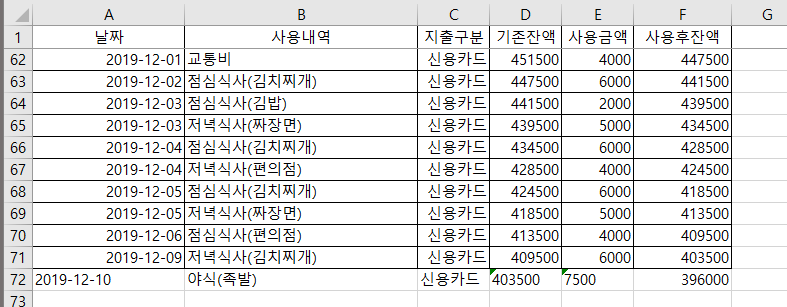 A B C D E F G
1 날짜 사용내역 지출구분 기존잔액 사용금액 사용후잔액
62 2019-12-01 교통비 신용카드 451500 4000 447500
63 2019-12-02 점심식사(김치찌개) 신용카드 447500 6000 441500
64 2019-12-03 점심식사(김밥) 신용카드 441500 2000 439500
65 2019-12-03 저녁식사(짜장면) 신용카드 439500 5000 434500
66 2019-12-04 점심식사(김치찌개) 신용카드 434500 6000 428500
67 2019-12-04 저녁식사(편의점) 신용카드 428500 4000 424500
68 2019-12-05 점심식사(김치찌개) 신용카드 424500 6000 418500
69 2019-12-05 저녁식사(짜장면) 신용카드 418500 5000 413500
70 2019-12-06 점심식사(편의점) 신용카드 413500 4000 409500
71 2019-12-09 저녁식사(김치찌개) 신용카드 409500 6000 403500
72 2019-12-10 야식(족발) 신용카드 403500 7500 396000
73